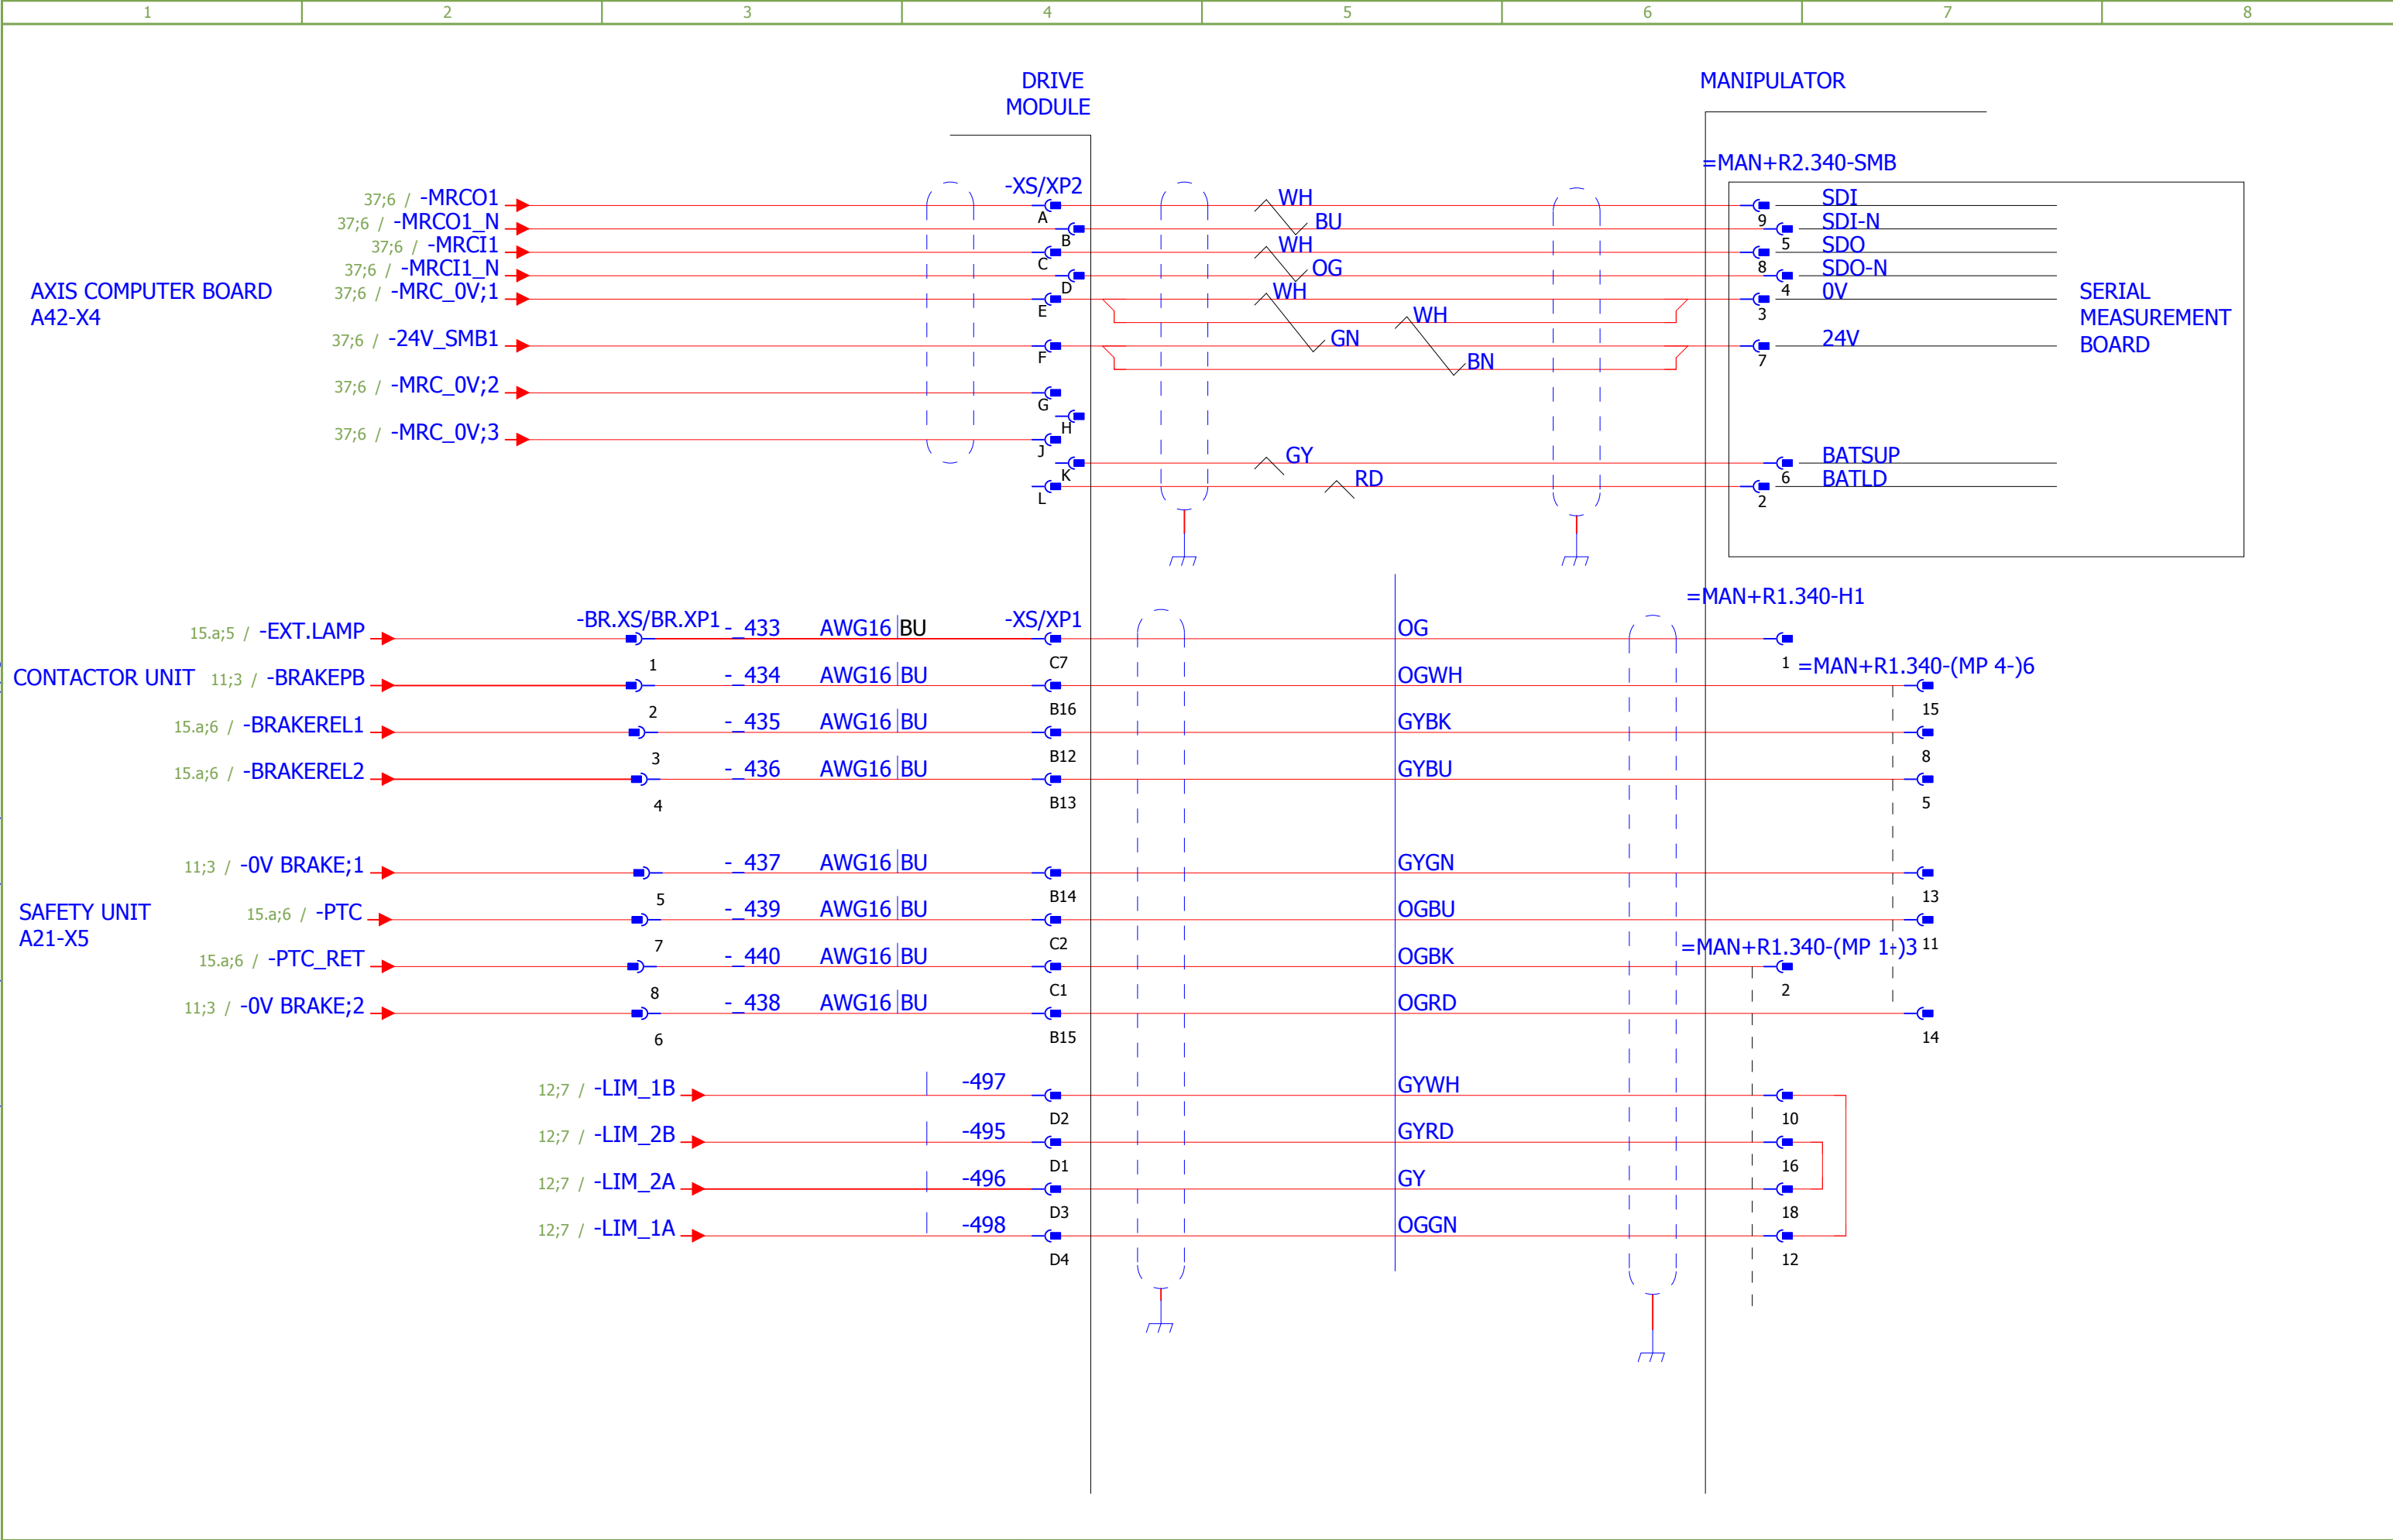 1 2 3 4 5 6 7 8
DRIVE
MODULE
MANIPULATOR
=MAN+R2.340-SMB
-XS/XP2
37;6 / -MRCO1 A WH 9 SDI
37;6 / -MRCO1_N B BU 5 SDI-N
37;6 / -MRCI1 C WH 8 SDO
37;6 / -MRCI1_N D OG 4 SDO-N
AXIS COMPUTER BOARD
A42-X4
37;6 / -MRC_0V;1 E WH 3 0V
WH
37;6 / -24V_SMB1 F GN 7 24V
BN
SERIAL
MEASUREMENT
BOARD
37;6 / -MRC_0V;2 G
H
37;6 / -MRC_0V;3 J
K GY 6 BATSUP
L RD 2 BATLD
=MAN+R1.340-H1
-BR.XS/BR.XP1 -XS/XP1
15.a;5 / -EXT.LAMP 1 -_433 AWG16 BU C7 OG 1
=MAN+R1.340-(MP 4-)6
CONTACTOR UNIT 11;3 / -BRAKEPB 2 -_434 AWG16 BU B16 OGWH 15
15.a;6 / -BRAKEREL1 3 -_435 AWG16 BU B12 GYBK 8
15.a;6 / -BRAKEREL2 4 -_436 AWG16 BU B13 GYBU 5
11;3 / -0V BRAKE;1 5 -_437 AWG16 BU B14 GYGN 13
SAFETY UNIT
A21-X5
15.a;6 / -PTC 7 -_439 AWG16 BU C2 OGBU 11
=MAN+R1.340-(MP 1-)3
15.a;6 / -PTC_RET 8 -_440 AWG16 BU C1 OGBK 2
11;3 / -0V BRAKE;2 6 -_438 AWG16 BU B15 OGRD 14
12;7 / -LIM_1B -497 D2 GYWH 10
12;7 / -LIM_2B -495 D1 GYRD 16
12;7 / -LIM_2A -496 D3 GY 18
12;7 / -LIM_1A -498 D4 OGGN 12